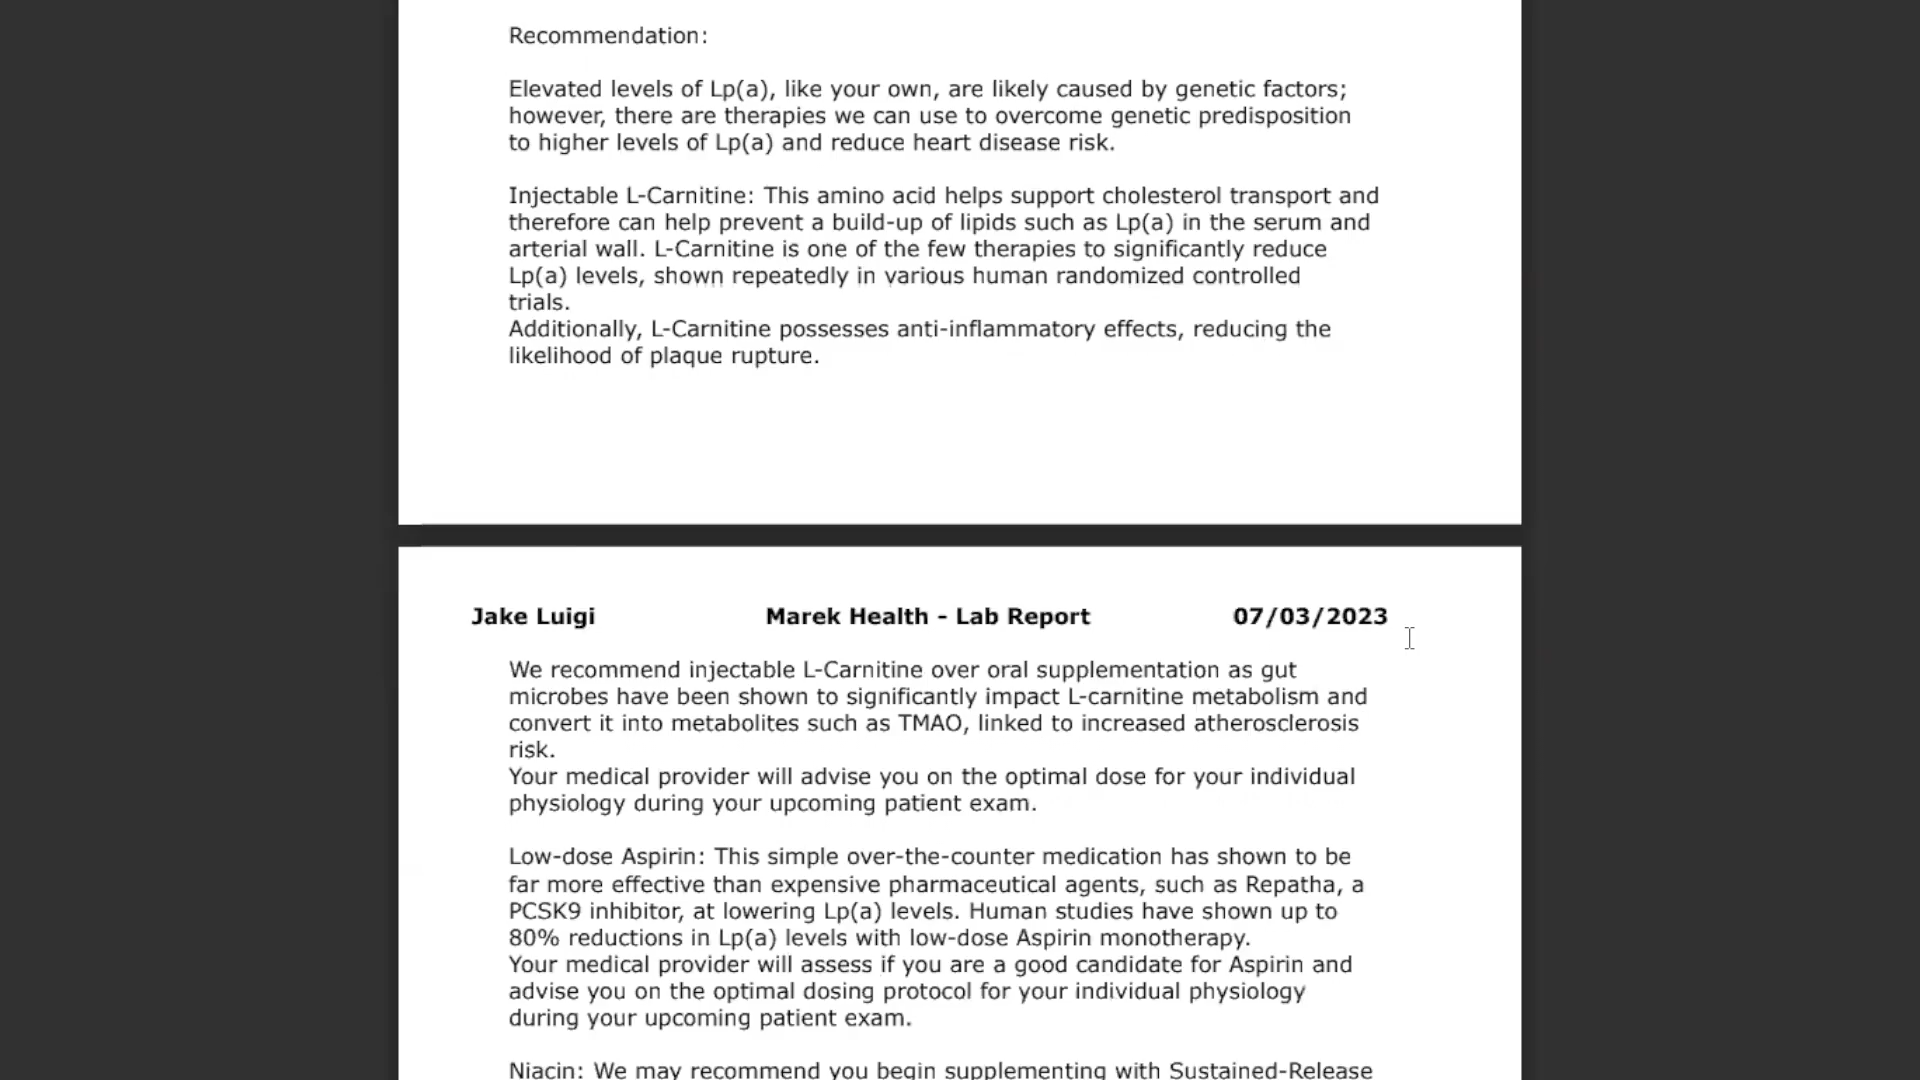 Recommendation:
Elevated levels of Lp(a), like your own, are likely caused by genetic factors;
however, there are therapies we can use to overcome genetic predisposition
to higher levels of Lp(a) and reduce heart disease risk.
Injectable L-Carnitine: This amino acid helps support cholesterol transport and
therefore can help prevent a build-up of lipids such as Lp(a) in the serum and
arterial wall. L-Carnitine is one of the few therapies to significantly reduce
Lp(a) levels, shown repeatedly in various human randomized controlled
trials.
Additionally, L-Carnitine possesses anti-inflammatory effects, reducing the
likelihood of plaque rupture.
Jake Luigi Marek Health - Lab Report 07/03/2023
We recommend injectable L-Carnitine over oral supplementation as gut
microbes have been shown to significantly impact L-carnitine metabolism and
convert it into metabolites such as TMAO, linked to increased atherosclerosis
risk.
Your medical provider will advise you on the optimal dose for your individual
physiology during your upcoming patient exam.
Low-dose Aspirin: This simple over-the-counter medication has shown to be
far more effective than expensive pharmaceutical agents, such as Repatha, a
PCSK9 inhibitor, at lowering Lp(a) levels. Human studies have shown up to
80% reductions in Lp(a) levels with low-dose Aspirin monotherapy.
Your medical provider will assess if you are a good candidate for Aspirin and
advise you on the optimal dosing protocol for your individual physiology
during your upcoming patient exam.
Niacin: We may recommend you begin supplementing with Sustained-Release